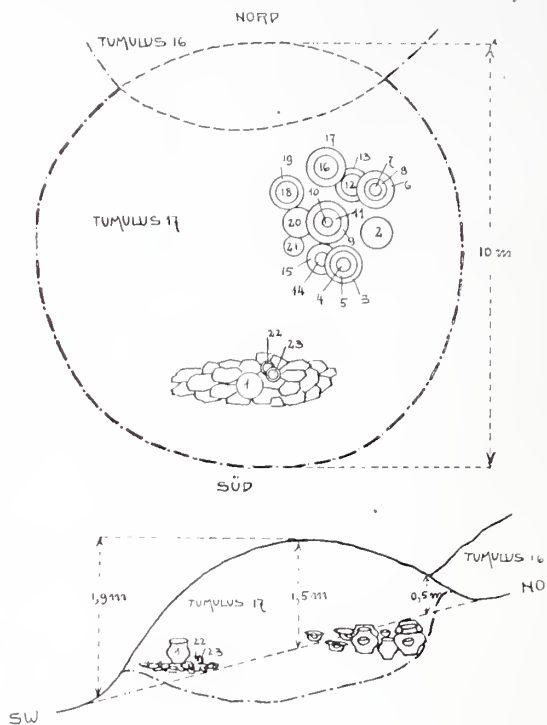 NORD
TUMULUS 16
17
13
7
8
6
19
16
12
18
10
11
TUMULUS 17
20
2
21
9
15
14
4
5
3
10 m
22
23
1
SÜD
TUMULUS 16
NO
1,9 m
TUMULUS 17
1,5 m
0,5 m
1
22
23
SW